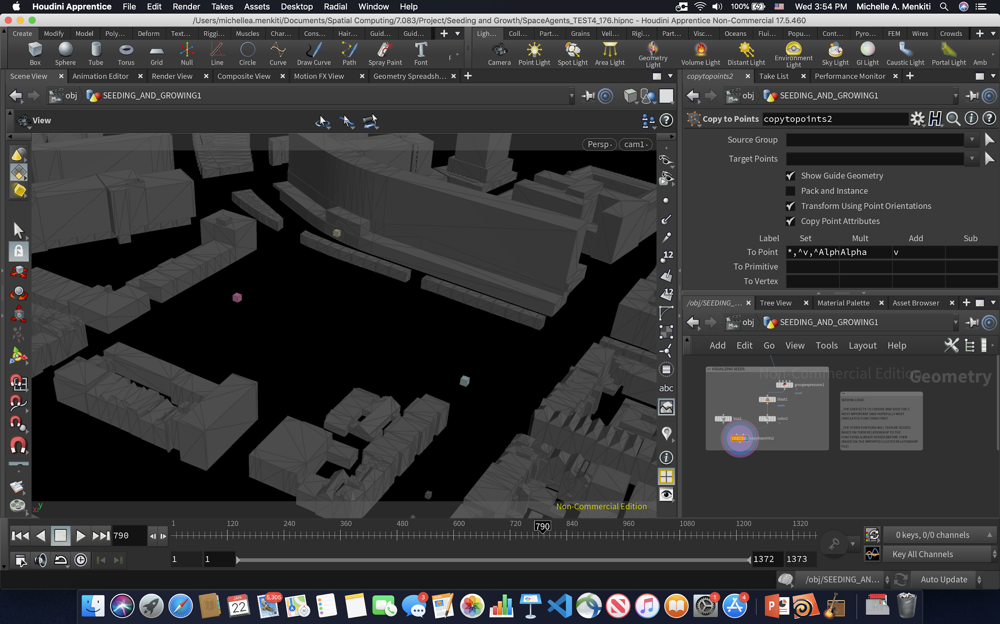 Houdini Apprentice File Edit Render Takes Assets Desktop Radial Window Help 100% Wed 3:54 PM Michelle A. Menkiti
/Users/michellea.menkiti/Documents/Spatial Computing/7.083/Project/Seeding and Growth/SpaceAgents_TEST4_176.hipnc - Houdini Apprentice Non-Commercial 17.5.460
Create Modify Model Poly... Deform Text... Riggi... Muscles Char... Cons... Hair... Guid... Guid... Ligh... Coll... Part... Grains Vell... Rigi... Part... Visc... Oceans Flui... Popu... Cont... Pyro... FEM Wires Crowds
Box Sphere Tube Torus Grid Null Line Circle Curve Draw Curve Path Spray Paint Font Camera Point Light Spot Light Area Light Geometry Light Volume Light Distant Light Environment Light Sky Light GI Light Caustic Light Portal Light Amb
Scene View Animation Editor Render View Composite View Motion FX View Geometry Spreadsh... copytopoints2 Take List Performance Monitor
obj SEEDING_AND_GROWING1 obj SEEDING_AND_GROWING1
View
Copy to Points copytopoints2
Persp cam1
Source Group
Target Points
Show Guide Geometry
Pack and Instance
Transform Using Point Orientations
Copy Point Attributes
Label Set Mult Add Sub
To Point *,^v,^Alph Alpha v
To Primitive
To Vertex
12
12
abc
/obj/SEEDING_... Tree View Material Palette Asset Browser
obj SEEDING_AND_GROWING1
Add Edit Go View Tools Layout Help
VISUALIZING SEEDS
Non-Commercial Edition
Geometry
groupexpression1
seeds
blast1
seeds
box2 color2
copytopoints2
SEEDING LOGIC
_THE USER GETS TO CHOOSE AND SEED THE 3
MOST IMPORTANT (AND HOPEFULLY MOST
UNRELATED) FUNCTIONS FIRST
_THE OTHER FUNTIONS WILL THEN BE SEEDED
BASED ON THEIR RELATIONSHIP TO THE
FUNCTIONS ALREADY SEEDED BEFORE THEM
(BASED ON THE IMPORTED CLUSTER RELATIONSHIP
FILE)
Non-Commercial Edition
x y
1 120 240 360 480 600 720 790 840 960 1080 1200 1320
790
0 keys, 0/0 channels
1 1 1372 1373
Key All Channels
/obj/SEEDING_AN... Auto Update
JAN
22
5,305
3D
3
PAGES
1
4
P